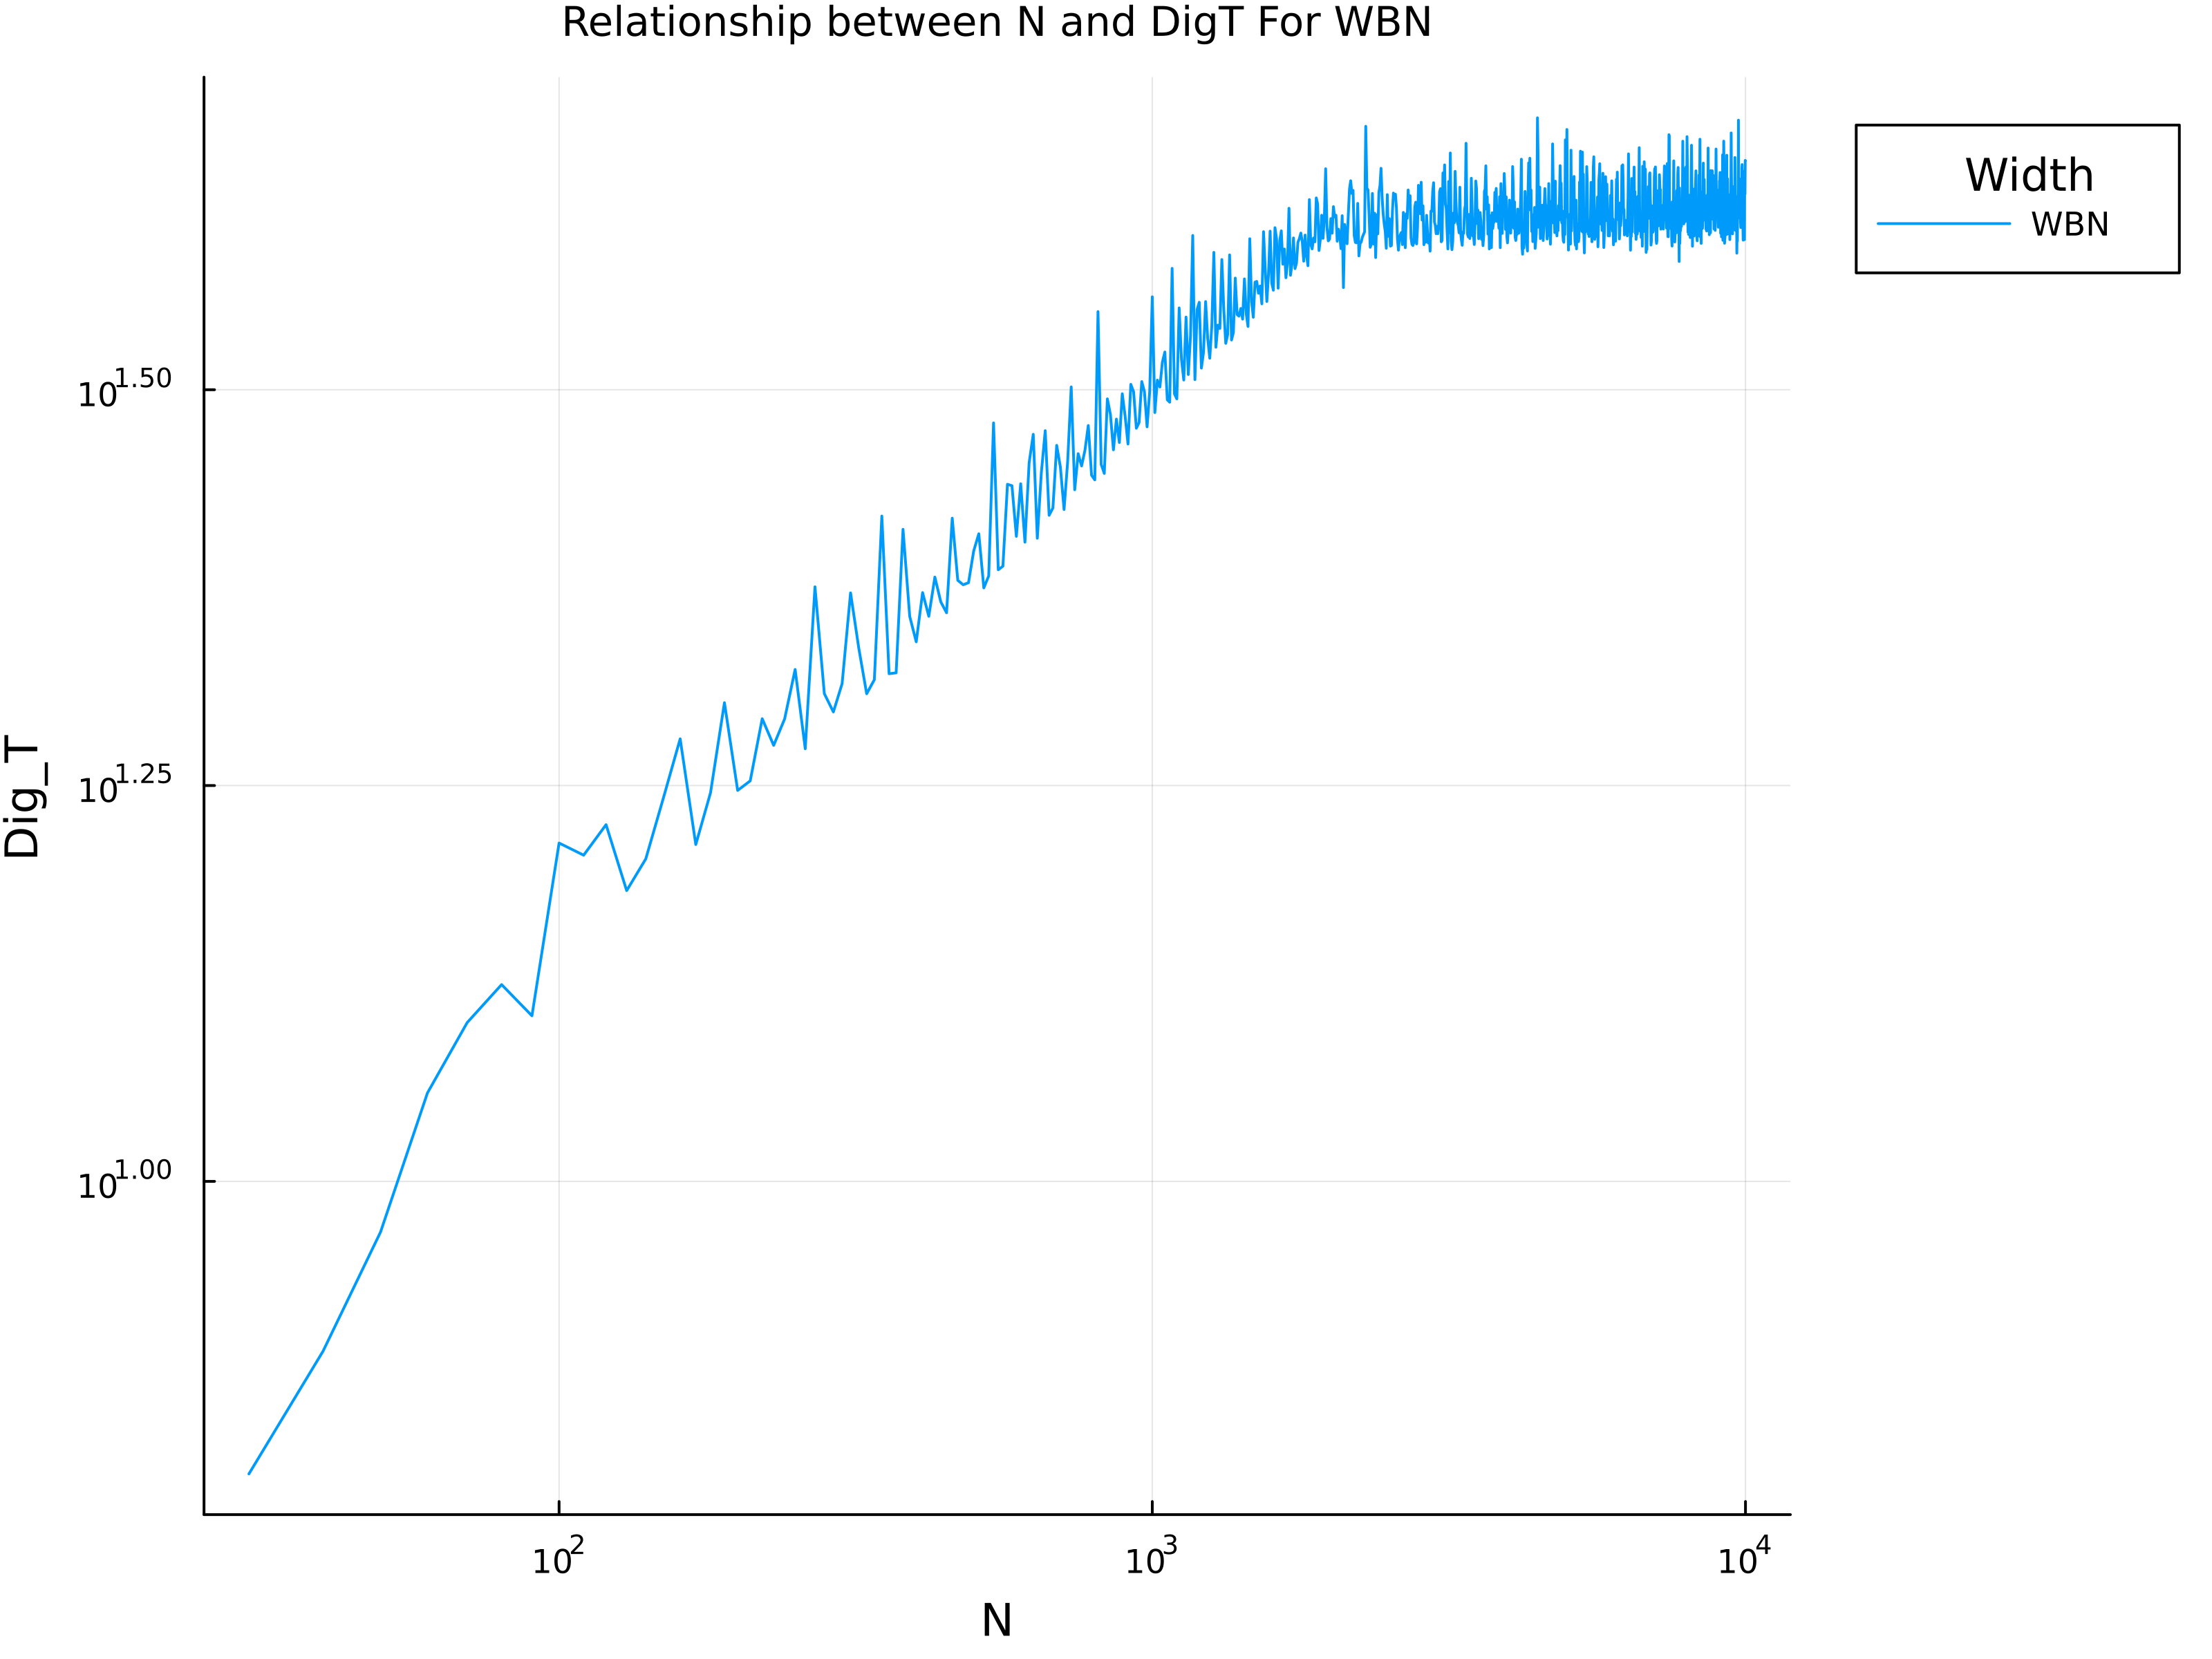 Relationship between N and DigT For WBN
Width
WBN
10^1.50
10^1.25
10^1.00
Dig_T
10^2
10^3
10^4
N